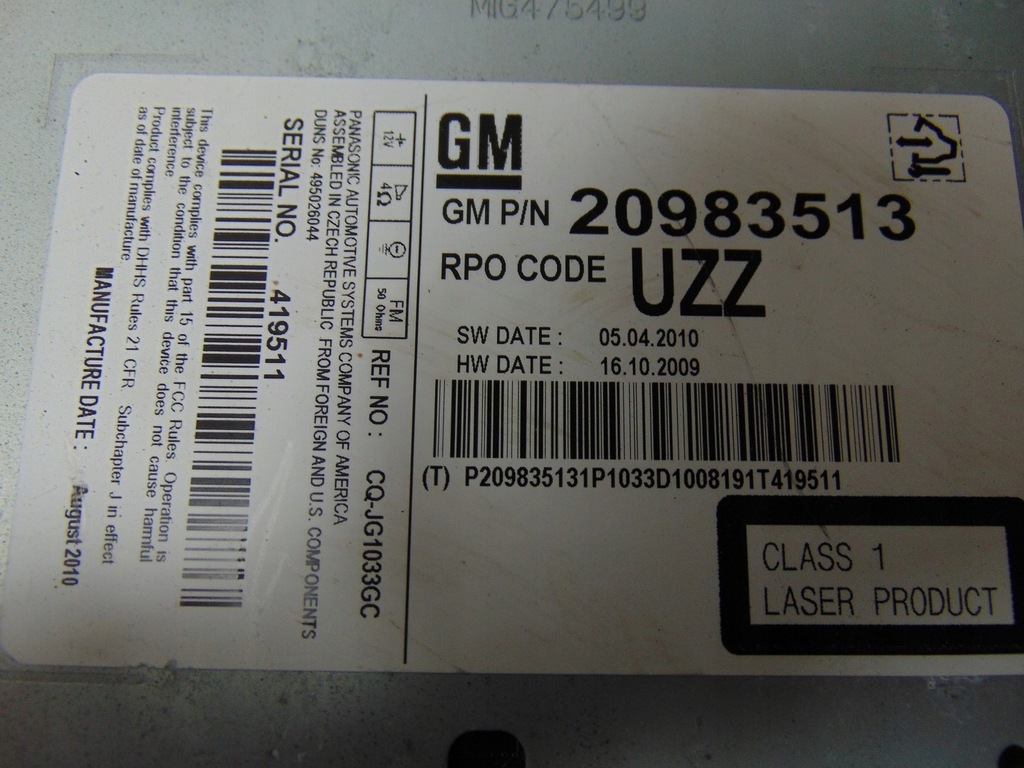 MIG475499
GM
GM P/N 20983513
RPO CODE UZZ
SW DATE : 05.04.2010
HW DATE : 16.10.2009
(T) P209835131P1033D1008191T419511
CLASS 1
LASER PRODUCT
+ 12V
4Ω
FM 50 Ohms
REF NO : CQ-JG1033GC
PANASONIC AUTOMOTIVE SYSTEMS COMPANY OF AMERICA
ASSEMBLED IN CZECH REPUBLIC FROM FOREIGN AND U.S. COMPONENTS
DUNS No: 495026044
SERIAL NO. 419511
This device complies with part 15 of the FCC Rules. Operation is
subject to the condition that this device does not cause harmful
interference.
Product complies with DHHS Rules 21 CFR Subchapter J in effect
as of date of manufacture.
MANUFACTURE DATE : August 2010